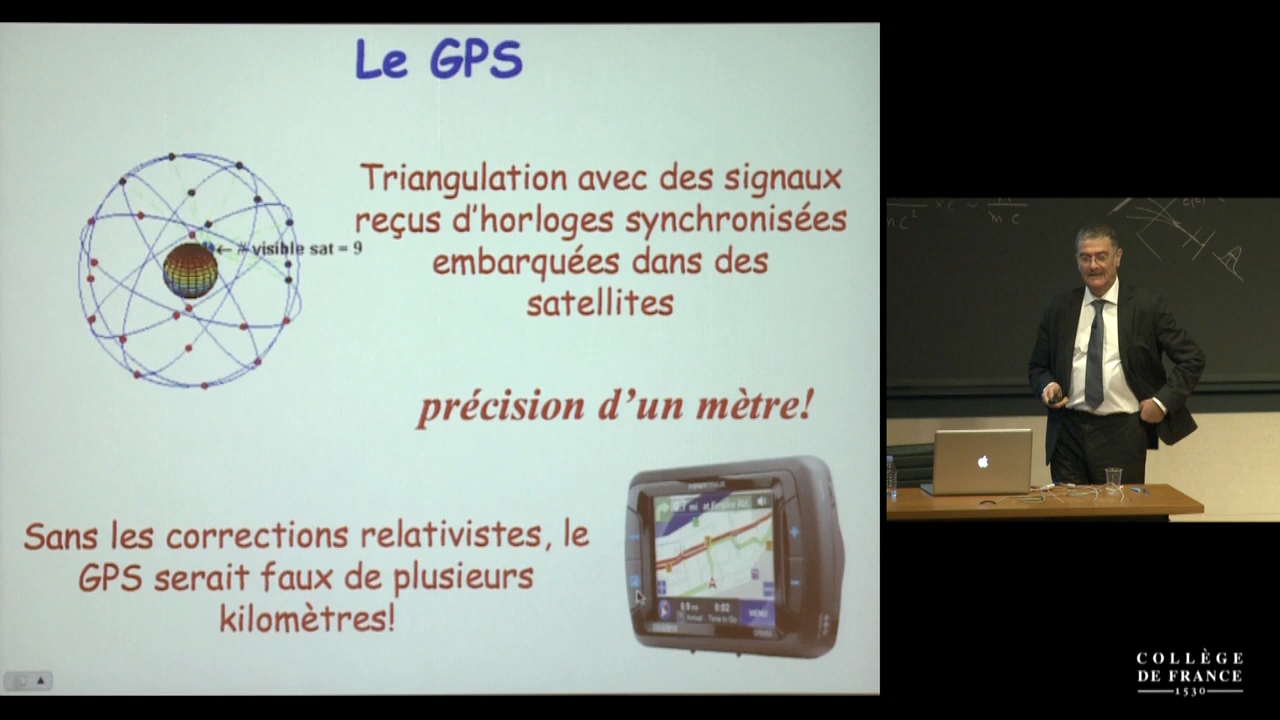 Le GPS
Triangulation avec des signaux
reçus d'horloges synchronisées
← # visible sat = 9
embarquées dans des
satellites
précision d'un mètre!
Sans les corrections relativistes, le
GPS serait faux de plusieurs
kilomètres!
MENU
COLLÈGE
DE FRANCE
1530